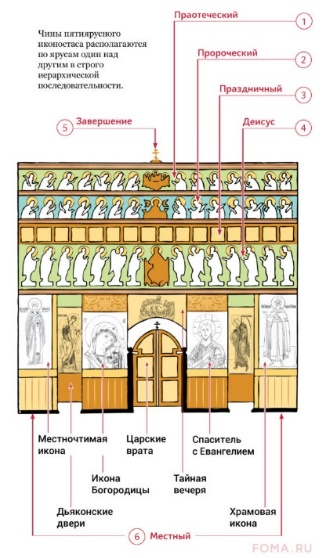 Чины пятиярусного
иконостаса располагаются
по ярусам один над
другим в строго
иерархической
последовательности.
Праотеческий 1
Пророческий 2
Праздничный 3
5 Завершение
Деисус 4
Местночтимая
икона
Царские
врата
Спаситель
с Евангелием
Дьяконские
двери
Икона
Богородицы
Тайная
вечеря
Храмовая
икона
6 Местный
FOMA.RU